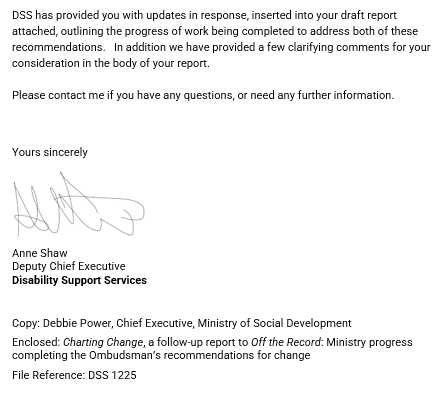 DSS has provided you with updates in response, inserted into your draft report
attached, outlining the progress of work being completed to address both of these
recommendations. In addition we have provided a few clarifying comments for your
consideration in the body of your report.
Please contact me if you have any questions, or need any further information.
Yours sincerely
Anne Shaw
Deputy Chief Executive
Disability Support Services
Copy: Debbie Power, Chief Executive, Ministry of Social Development
Enclosed: Charting Change, a follow-up report to Off the Record: Ministry progress
completing the Ombudsman's recommendations for change
File Reference: DSS 1225